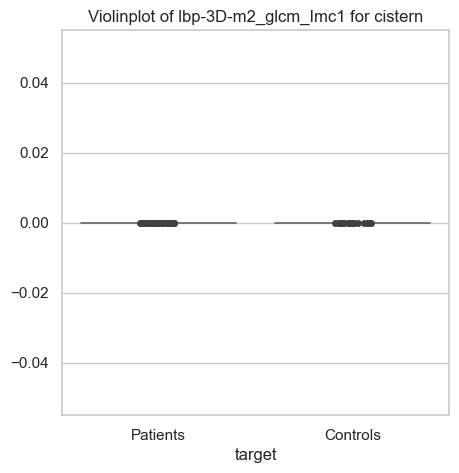 Violinplot of lbp-3D-m2_glcm_Imc1 for cistern
0.04
0.02
0.00
−0.02
−0.04
Patients
Controls
target